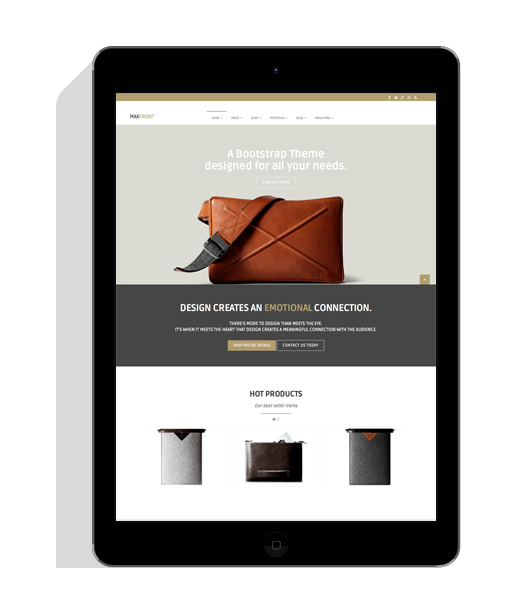 MAXFRONT
HOME PAGES SHOP PORTFOLIO BLOG MEGA MENU
A Bootstrap Theme
designed for all your needs.
DESIGN CREATES AN EMOTIONAL CONNECTION.
THERE'S MORE TO DESIGN THAN MEETS THE EYE.
IT'S WHEN IT MEETS THE HEART THAT DESIGN CREATES A MEANINGFUL CONNECTION WITH THE AUDIENCE.
VIEW PRICING DETAILS CONTACT US TODAY
HOT PRODUCTS
Our best seller items